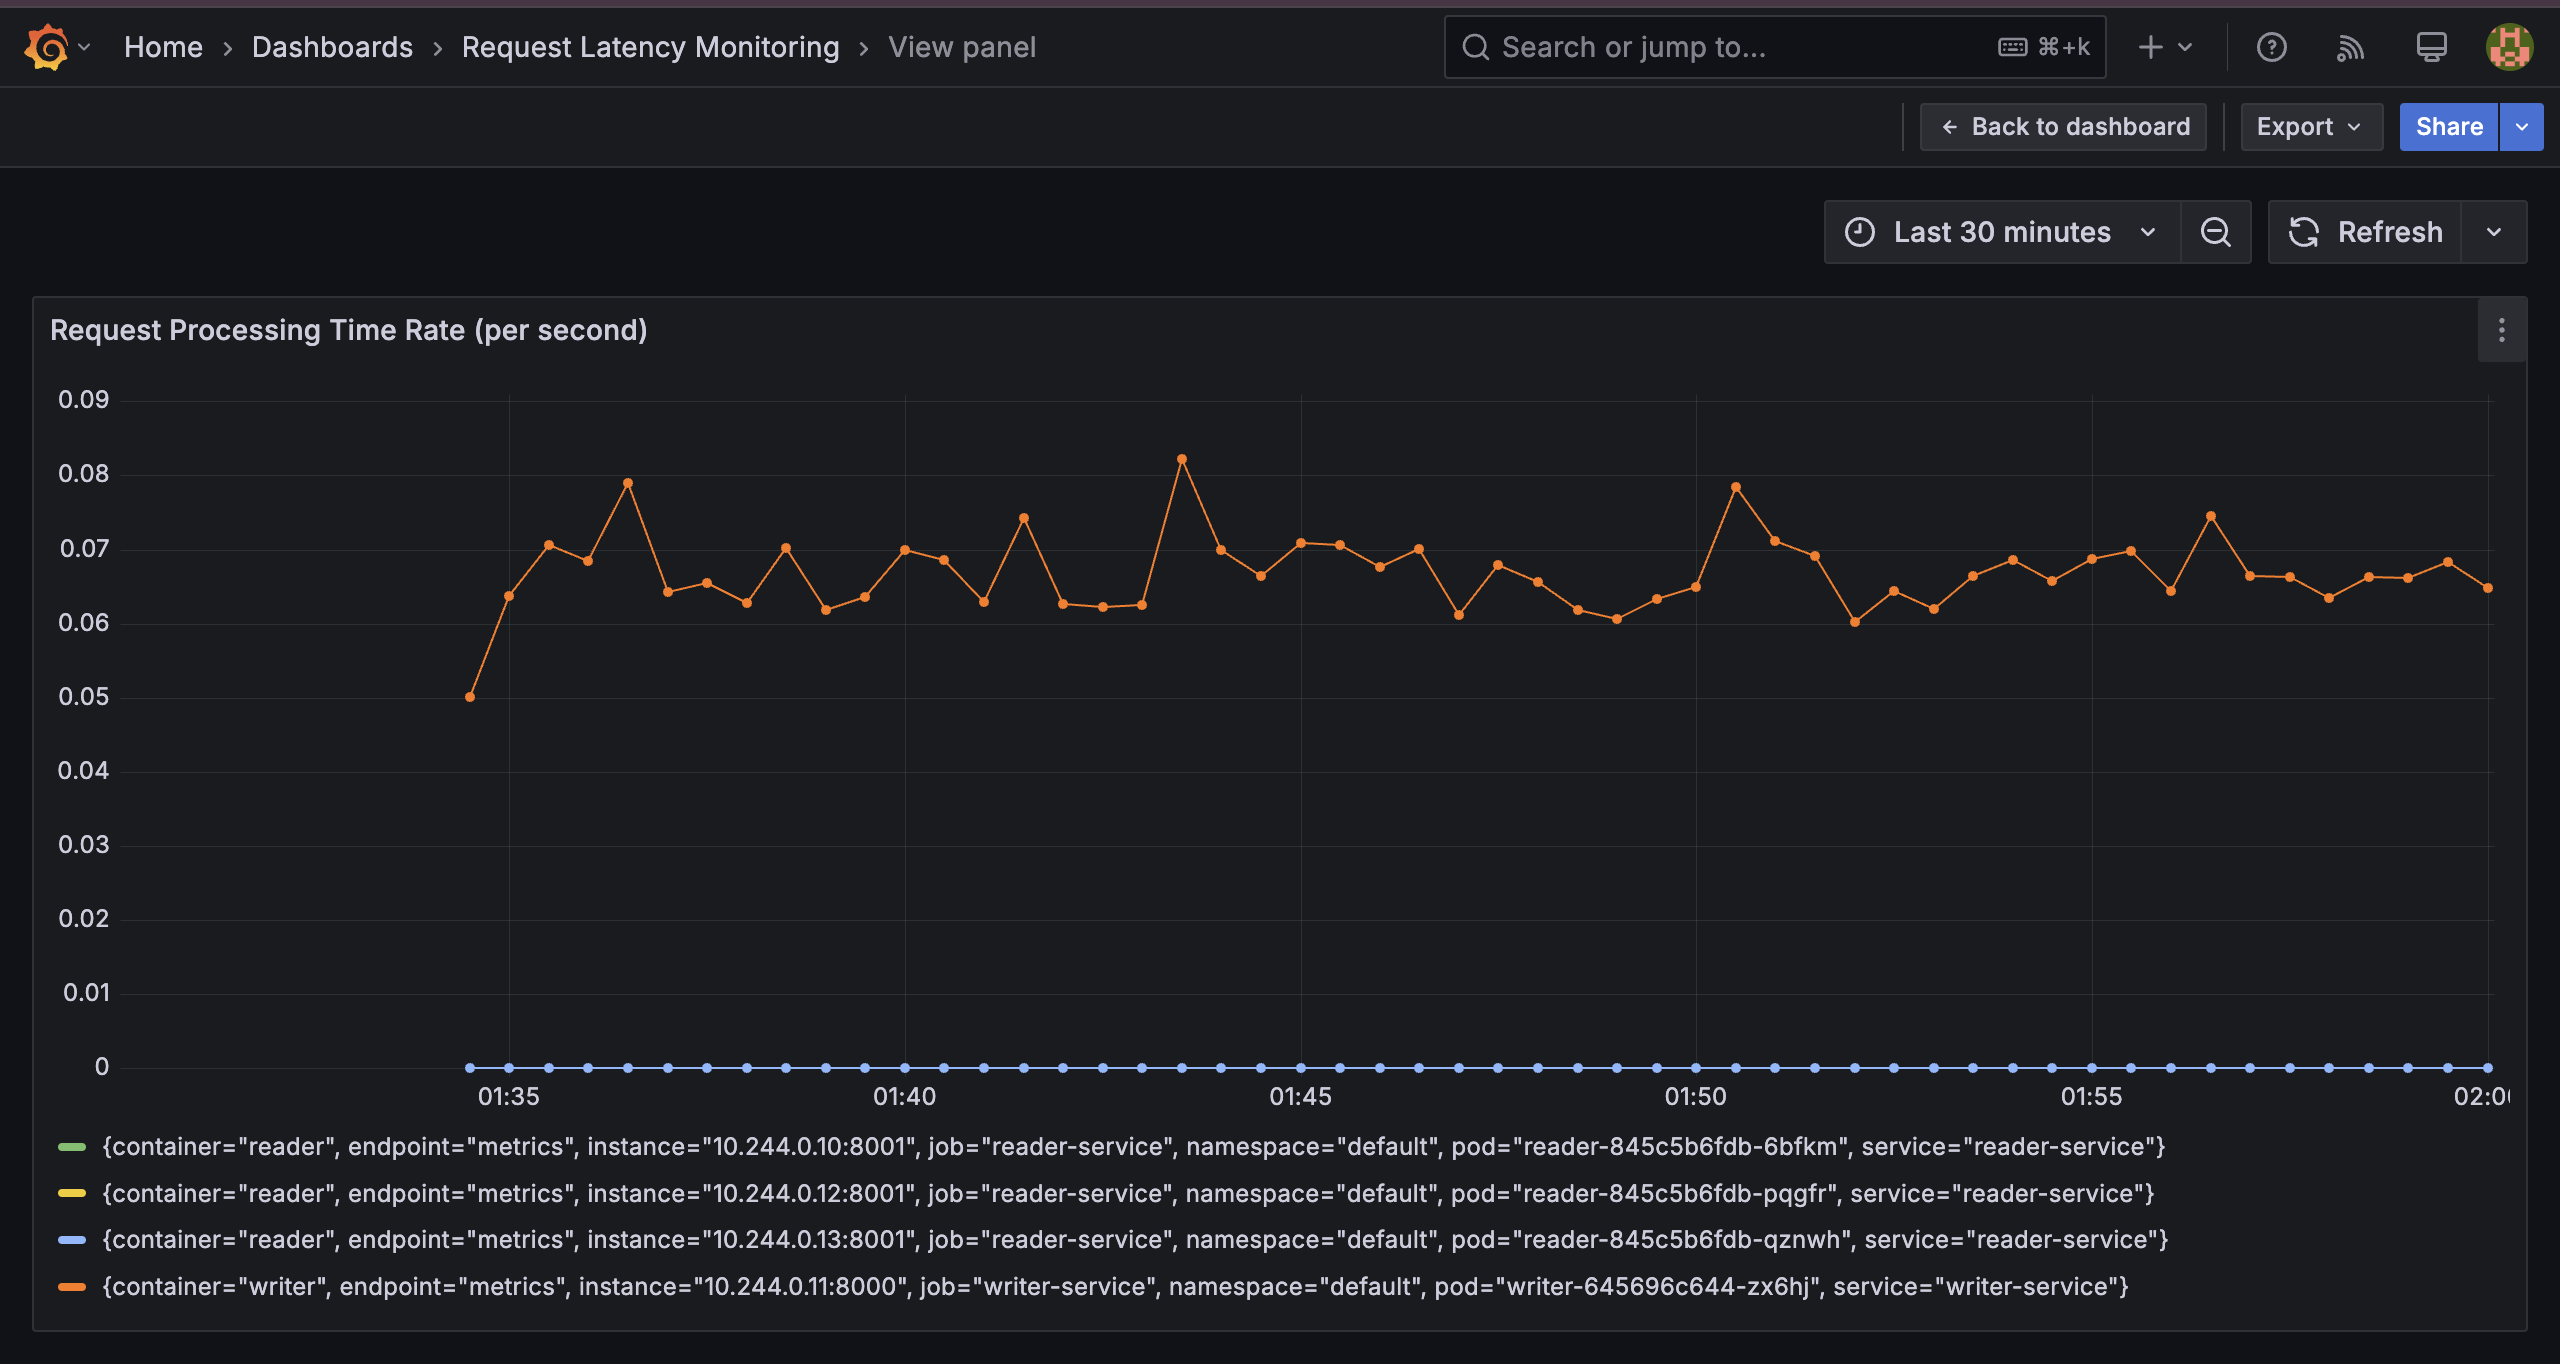 Home › Dashboards › Request Latency Monitoring › View panel
Search or jump to... ⌘+k
← Back to dashboard Export Share
Last 30 minutes Refresh
Request Processing Time Rate (per second)
0.09
0.08
0.07
0.06
0.05
0.04
0.03
0.02
0.01
0
01:35 01:40 01:45 01:50 01:55
{container="reader", endpoint="metrics", instance="10.244.0.10:8001", job="reader-service", namespace="default", pod="reader-845c5b6fdb-6bfkm", service="reader-service"}
{container="reader", endpoint="metrics", instance="10.244.0.12:8001", job="reader-service", namespace="default", pod="reader-845c5b6fdb-pqgfr", service="reader-service"}
{container="reader", endpoint="metrics", instance="10.244.0.13:8001", job="reader-service", namespace="default", pod="reader-845c5b6fdb-qznwh", service="reader-service"}
{container="writer", endpoint="metrics", instance="10.244.0.11:8000", job="writer-service", namespace="default", pod="writer-645696c644-zx6hj", service="writer-service"}